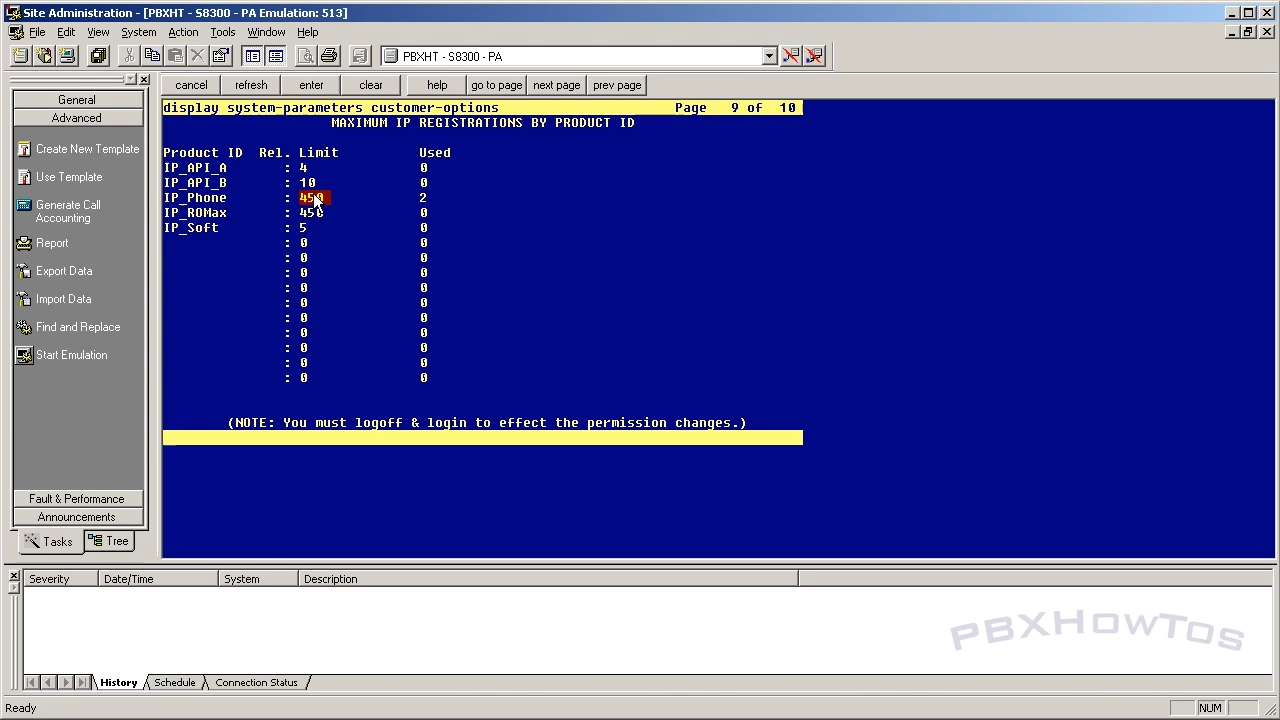 Site Administration - [PBXHT - S8300 - PA Emulation: 513]
File Edit View System Action Tools Window Help
PBXHT - S8300 - PA
cancel refresh enter clear help go to page next page prev page
General
Advanced
Create New Template
Use Template
Generate Call
Accounting
Report
Export Data
Import Data
Find and Replace
Start Emulation
Fault & Performance
Announcements
Tasks Tree
display system-parameters customer-options Page 9 of 10
MAXIMUM IP REGISTRATIONS BY PRODUCT ID
Product ID Rel. Limit Used
IP_API_A : 4 0
IP_API_B : 10 0
IP_Phone : 450 2
IP_ROMax : 450 0
IP_Soft : 5 0
: 0 0
: 0 0
: 0 0
: 0 0
: 0 0
: 0 0
: 0 0
: 0 0
: 0 0
: 0 0
(NOTE: You must logoff & login to effect the permission changes.)
Severity Date/Time System Description
PBXHowTos
History Schedule Connection Status
Ready NUM